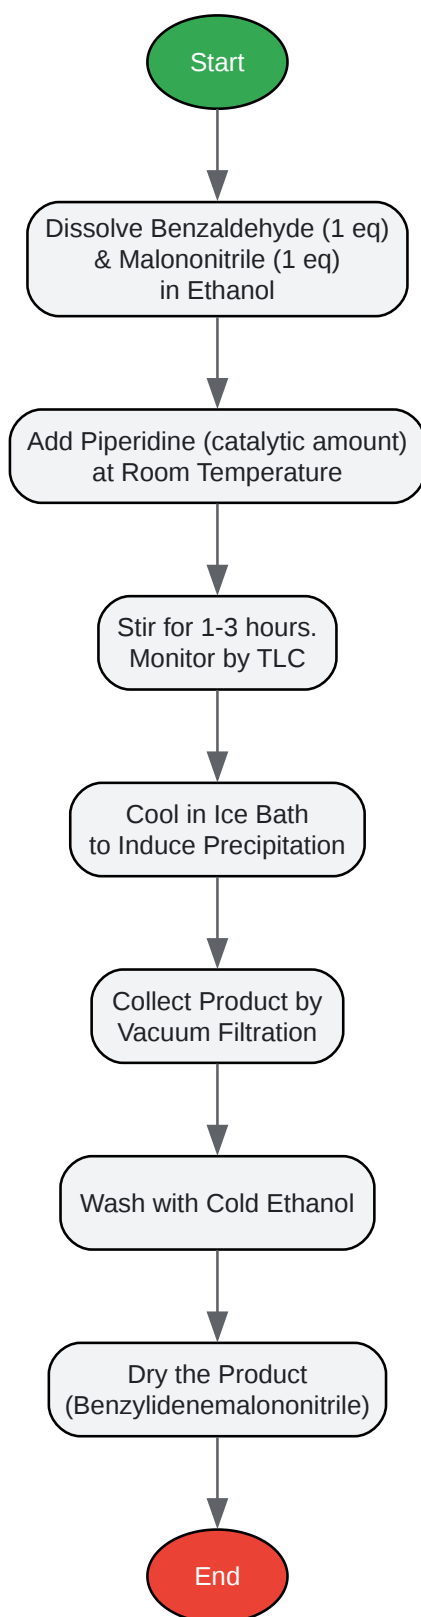 Start
Dissolve Benzaldehyde (1 eq)
& Malononitrile (1 eq)
in Ethanol
Add Piperidine (catalytic amount)
at Room Temperature
Stir for 1-3 hours.
Monitor by TLC
Cool in Ice Bath
to Induce Precipitation
Collect Product by
Vacuum Filtration
Wash with Cold Ethanol
Dry the Product
(Benzylidenemalononitrile)
End